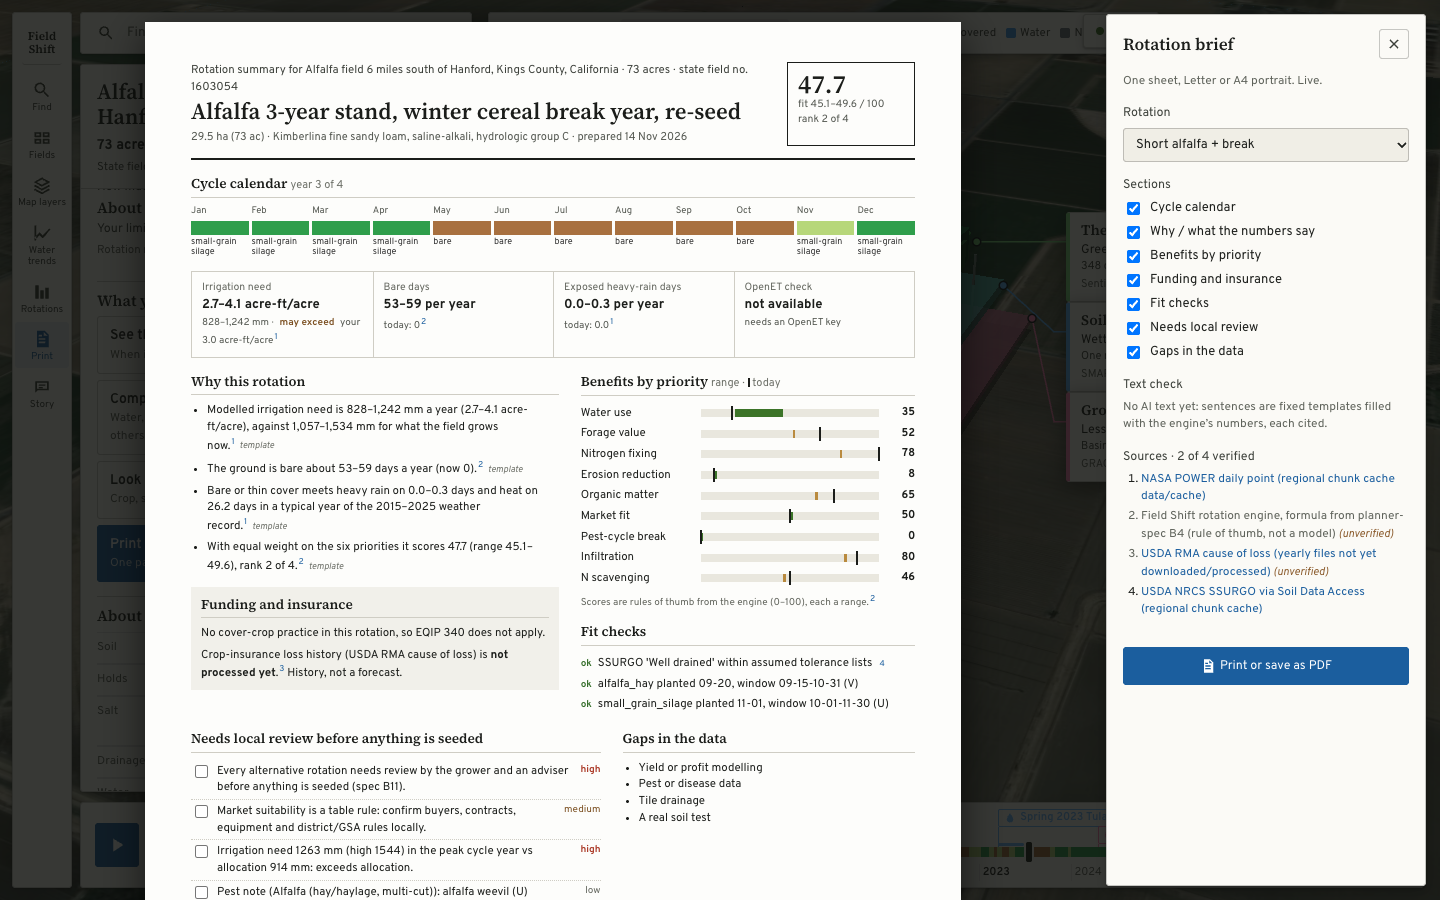 Field
Shift
Find
Fields
Map layers
Water
trends
Rotations
Print
Story
Rotation summary for Alfalfa field 6 miles south of Hanford, Kings County, California · 73 acres · state field no.
1603054
Alfalfa 3-year stand, winter cereal break year, re-seed
29.5 ha (73 ac) · Kimberlina fine sandy loam, saline-alkali, hydrologic group C · prepared 14 Nov 2026
47.7
fit 45.1–49.6 / 100
rank 2 of 4
Cycle calendar year 3 of 4
Jan Feb Mar Apr May Jun Jul Aug Sep Oct Nov Dec
small-grain silage small-grain silage small-grain silage small-grain silage bare bare bare bare bare bare small-grain silage small-grain silage
Irrigation need
2.7–4.1 acre-ft/acre
828–1,242 mm · may exceed your
3.0 acre-ft/acre 1
Bare days
53–59 per year
today: 0 2
Exposed heavy-rain days
0.0–0.3 per year
today: 0.0 1
OpenET check
not available
needs an OpenET key
Why this rotation
• Modelled irrigation need is 828–1,242 mm a year (2.7–4.1 acre-
ft/acre), against 1,057–1,534 mm for what the field grows
now.1 template
• The ground is bare about 53–59 days a year (now 0).2 template
• Bare or thin cover meets heavy rain on 0.0–0.3 days and heat on
26.2 days in a typical year of the 2015–2025 weather
record.1 template
• With equal weight on the six priorities it scores 47.7 (range 45.1–
49.6), rank 2 of 4.2 template
Funding and insurance
No cover-crop practice in this rotation, so EQIP 340 does not apply.
Crop-insurance loss history (USDA RMA cause of loss) is not
processed yet.3 History, not a forecast.
Benefits by priority range · today
Water use 35
Forage value 52
Nitrogen fixing 78
Erosion reduction 8
Organic matter 65
Market fit 50
Pest-cycle break 0
Infiltration 80
N scavenging 46
Scores are rules of thumb from the engine (0–100), each a range.2
Fit checks
ok SSURGO 'Well drained' within assumed tolerance lists 4
ok alfalfa_hay planted 09-20, window 09-15-10-31 (V)
ok small_grain_silage planted 11-01, window 10-01-11-30 (U)
Needs local review before anything is seeded
Every alternative rotation needs review by the grower and an adviser high
before anything is seeded (spec B11).
Market suitability is a table rule: confirm buyers, contracts, medium
equipment and district/GSA rules locally.
Irrigation need 1263 mm (high 1544) in the peak cycle year vs high
allocation 914 mm: exceeds allocation.
Pest note (Alfalfa (hay/haylage, multi-cut)): alfalfa weevil (U) low
Gaps in the data
• Yield or profit modelling
• Pest or disease data
• Tile drainage
• A real soil test
Water
Spring 2023
2023
2024
Rotation brief
One sheet, Letter or A4 portrait. Live.
Rotation
Short alfalfa + break
Sections
Cycle calendar
Why / what the numbers say
Benefits by priority
Funding and insurance
Fit checks
Needs local review
Gaps in the data
Text check
No AI text yet: sentences are fixed templates filled
with the engine's numbers, each cited.
Sources · 2 of 4 verified
1. NASA POWER daily point (regional chunk cache
data/cache)
2. Field Shift rotation engine, formula from planner-
spec B4 (rule of thumb, not a model) (unverified)
3. USDA RMA cause of loss (yearly files not yet
downloaded/processed) (unverified)
4. USDA NRCS SSURGO via Soil Data Access
(regional chunk cache)
Print or save as PDF